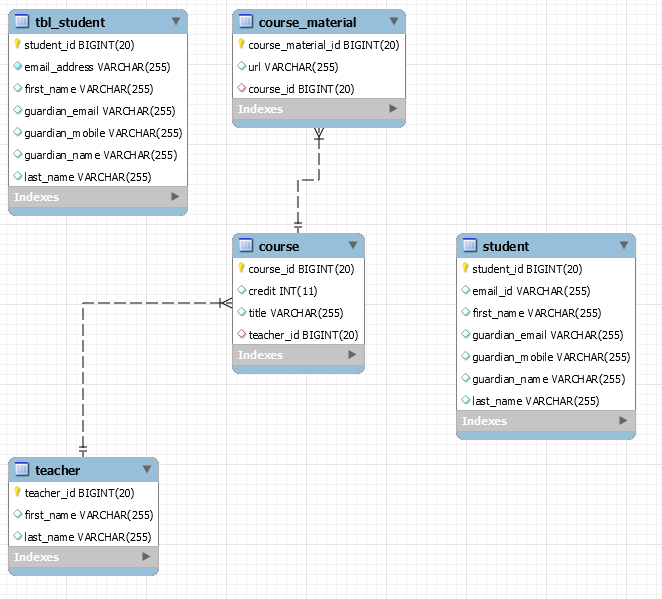 tbl_student
student_id BIGINT(20)
email_address VARCHAR(255)
first_name VARCHAR(255)
guardian_email VARCHAR(255)
guardian_mobile VARCHAR(255)
guardian_name VARCHAR(255)
last_name VARCHAR(255)
Indexes
course_material
course_material_id BIGINT(20)
url VARCHAR(255)
course_id BIGINT(20)
Indexes
course
course_id BIGINT(20)
credit INT(11)
title VARCHAR(255)
teacher_id BIGINT(20)
Indexes
student
student_id BIGINT(20)
email_id VARCHAR(255)
first_name VARCHAR(255)
guardian_email VARCHAR(255)
guardian_mobile VARCHAR(255)
guardian_name VARCHAR(255)
last_name VARCHAR(255)
Indexes
teacher
teacher_id BIGINT(20)
first_name VARCHAR(255)
last_name VARCHAR(255)
Indexes